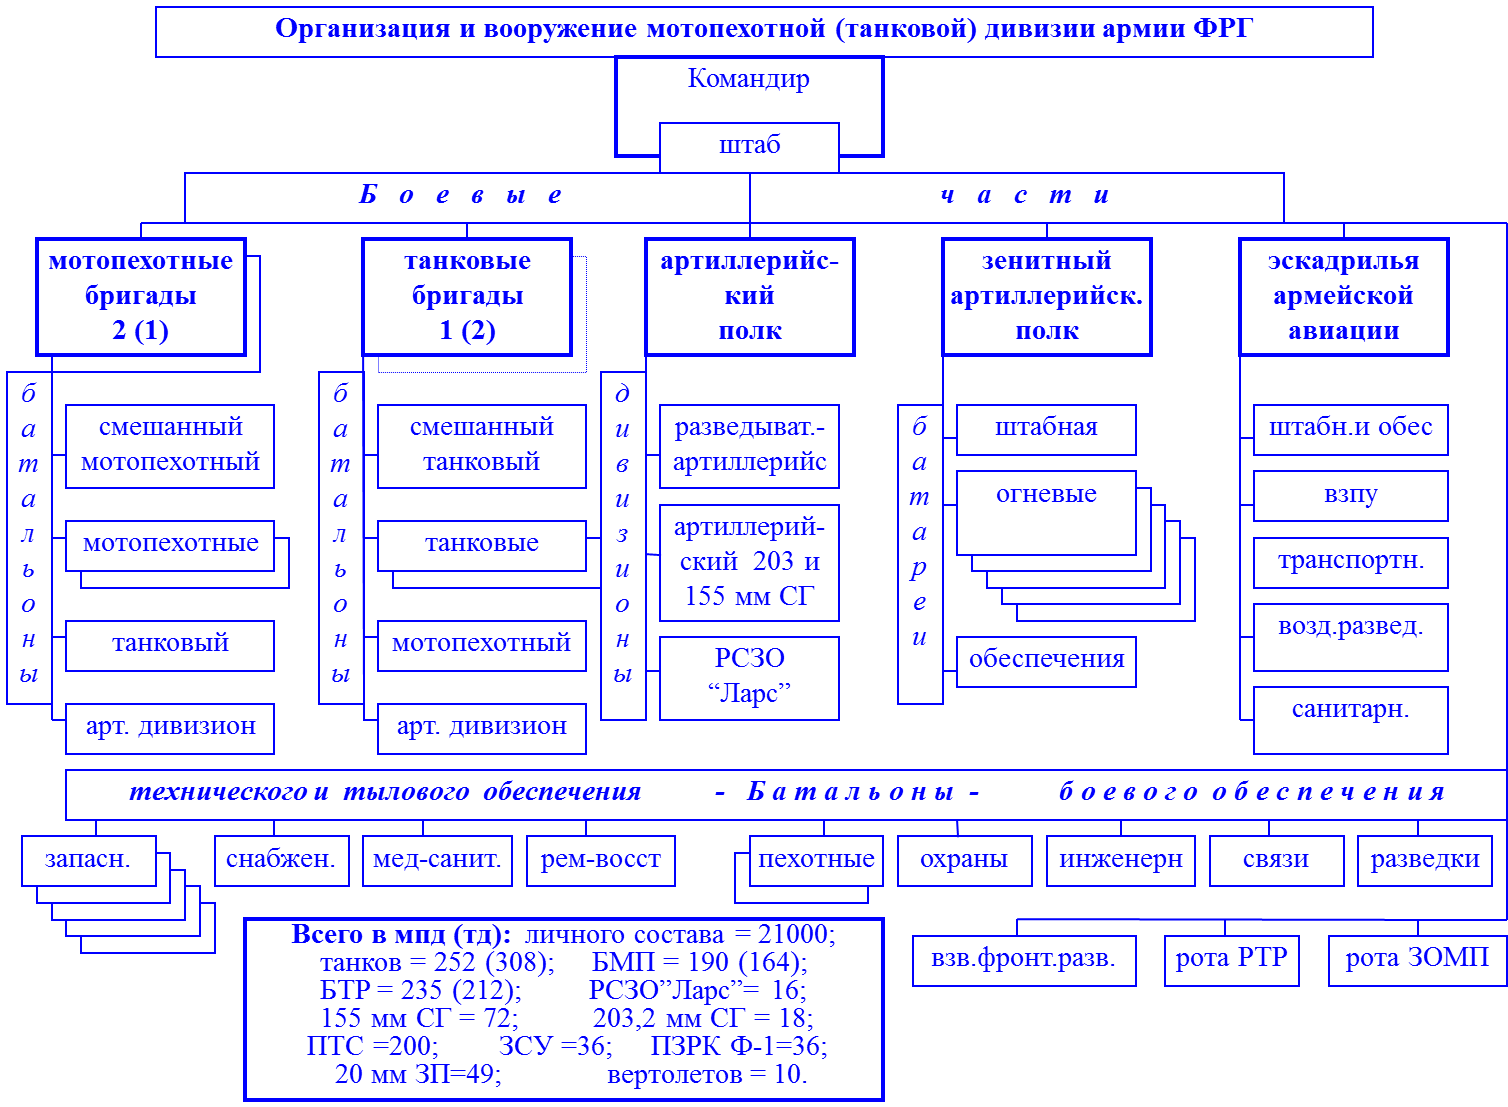 Организация и вооружение мотопехотной (танковой) дивизии армии ФРГ
Командир
штаб
Б о е в ы е ч а с т и
мотопехотные
бригады
2 (1)
танковые
бригады
1 (2)
артиллерийс-
кий
полк
зенитный
артиллерийск.
полк
эскадрилья
армейской
авиации
батальоны
смешанный
мотопехотный
мотопехотные
танковый
арт. дивизион
батальоны
смешанный
танковый
танковые
мотопехотный
арт. дивизион
дивизионы
разведыват.-
артиллерийс
артиллерий-
ский 203 и
155 мм СГ
РСЗО
“Ларс”
батареи
штабная
огневые
обеспечения
штабн.и обес
взпу
транспортн.
возд.развед.
санитарн.
технического и тылового обеспечения - Б а т а л ь о н ы - б о е в о г о о б е с п е ч е н и я
запасн.
снабжен.
мед-санит.
рем-восст
пехотные
охраны
инженерн
связи
разведки
взв.фронт.разв.
рота РТР
рота ЗОМП
Всего в мпд (тд): личного состава = 21000;
танков = 252 (308); БМП = 190 (164);
БТР = 235 (212); РСЗО”Ларс”= 16;
155 мм СГ = 72; 203,2 мм СГ = 18;
ПТС =200; ЗСУ =36; ПЗРК Ф-1=36;
20 мм ЗП=49; вертолетов = 10.